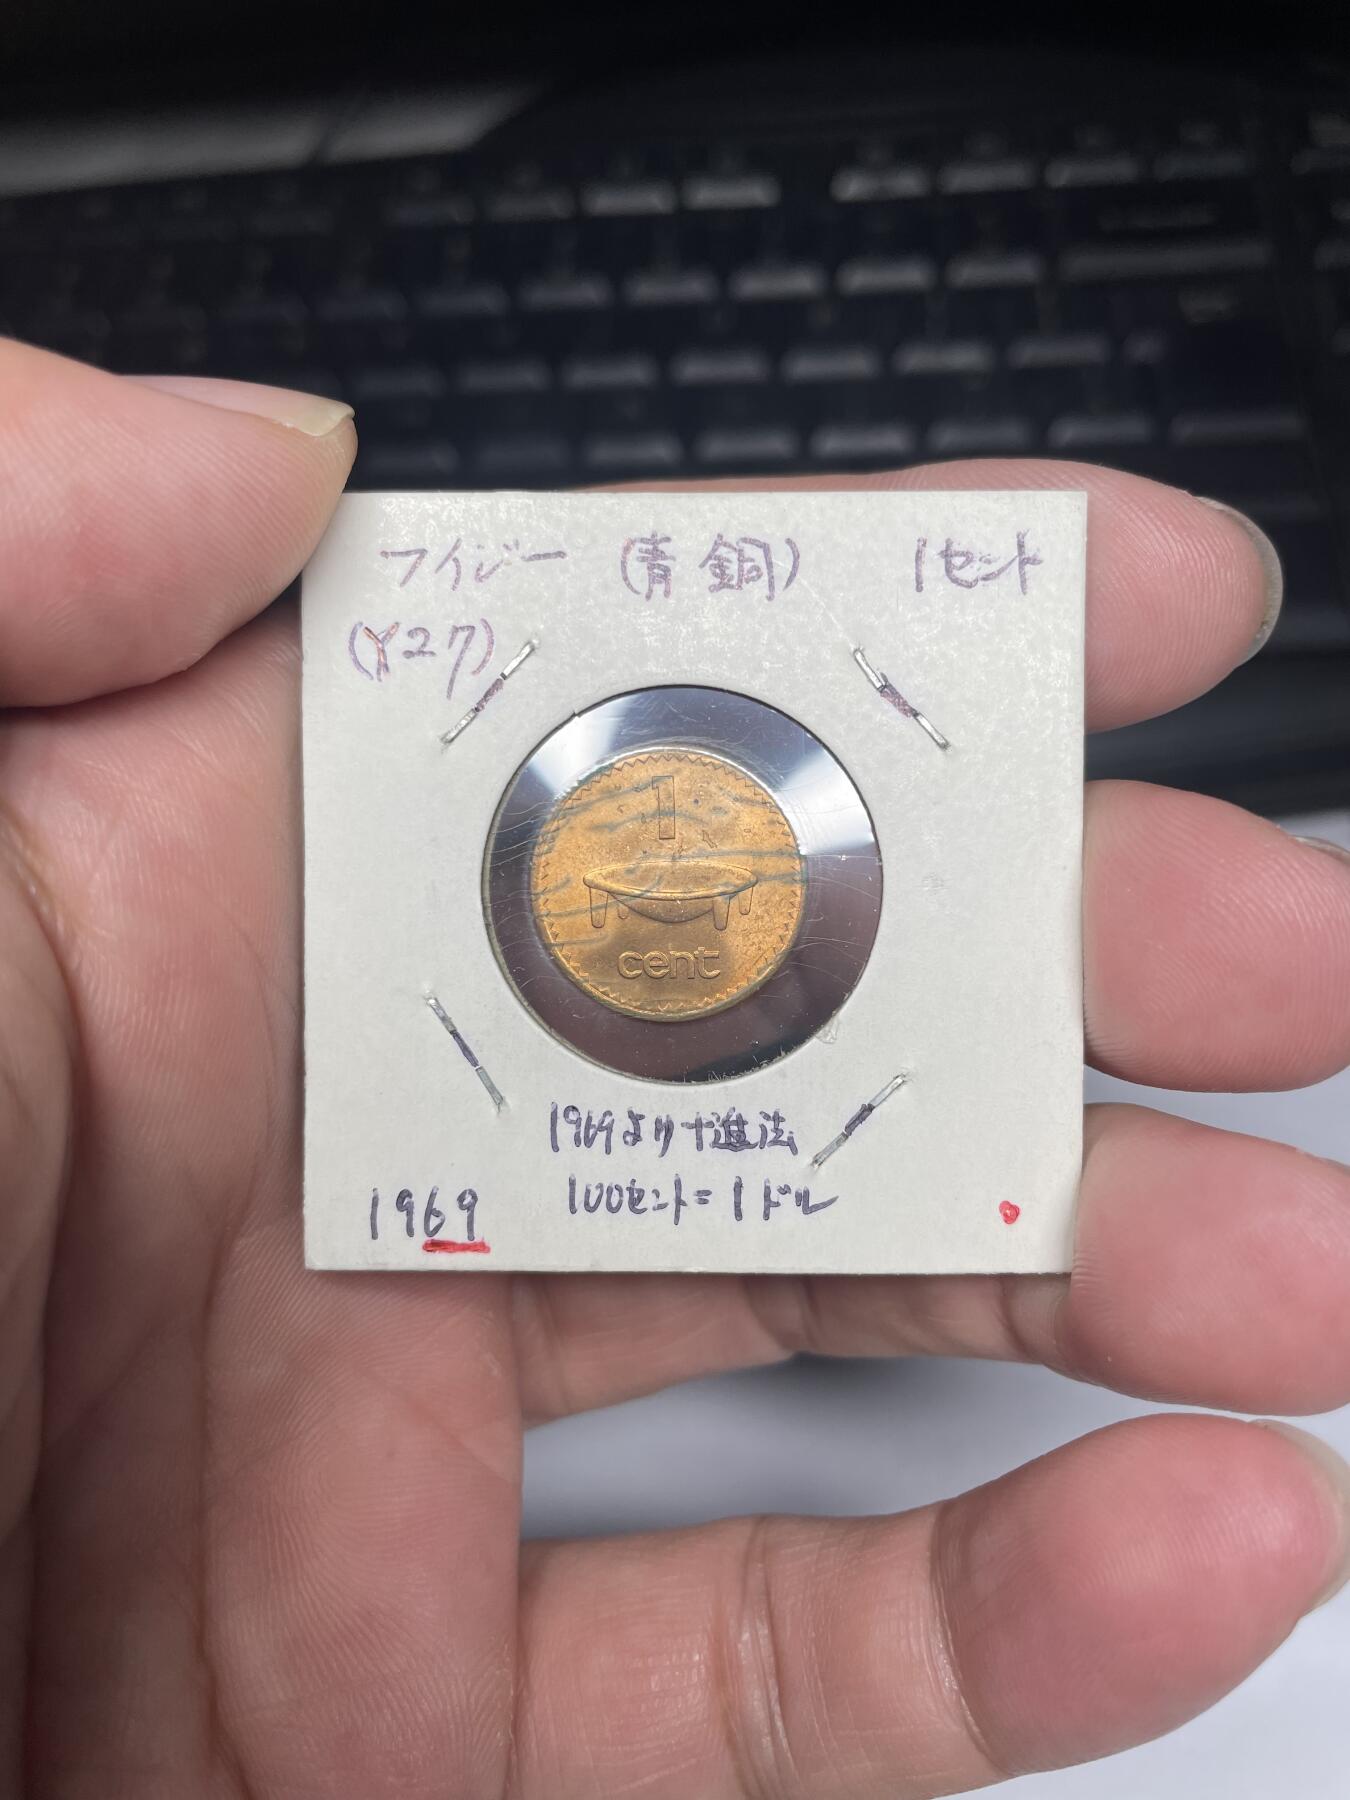 フィジー (青銅) 1セント
(Y27)
1
cent
1969より十進法
100セント=1ドル
1969